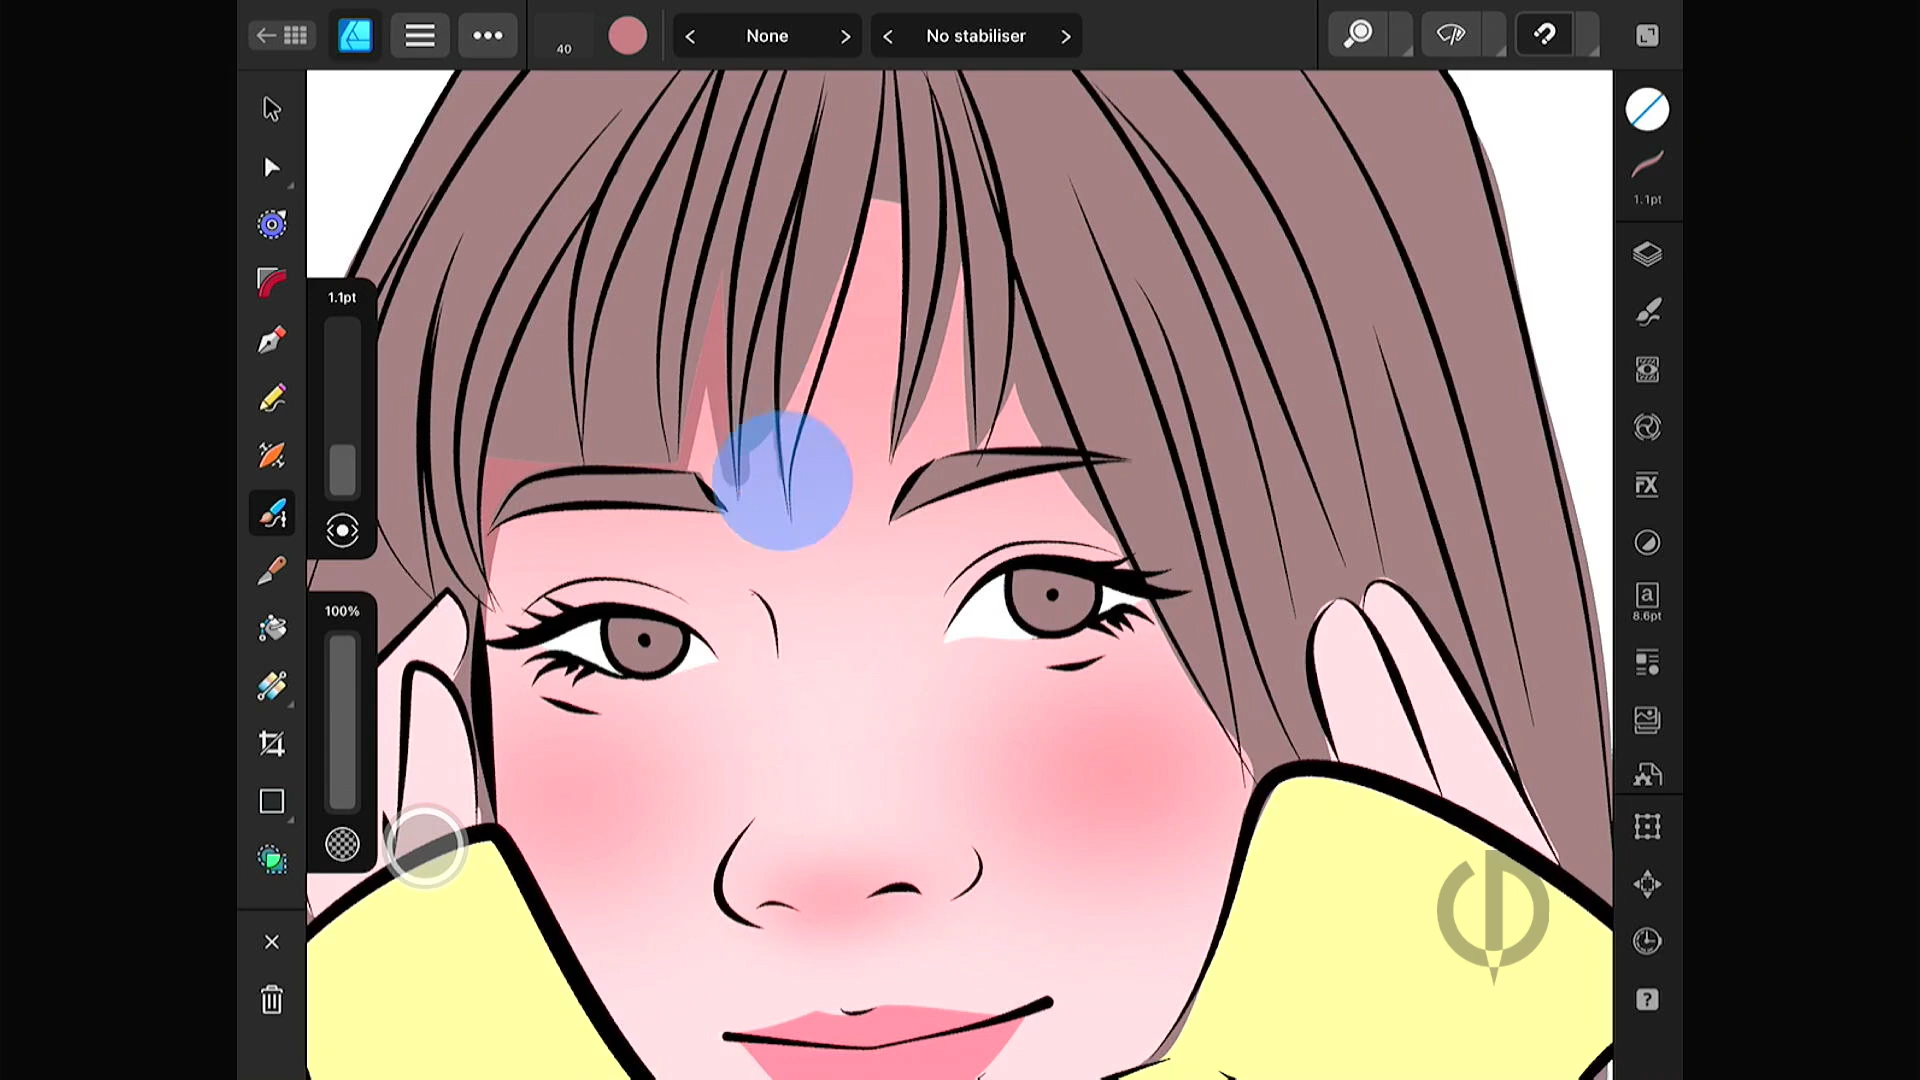 40
None
No stabiliser
1.1pt
1.1pt
100%
FX
a
8.6pt
?